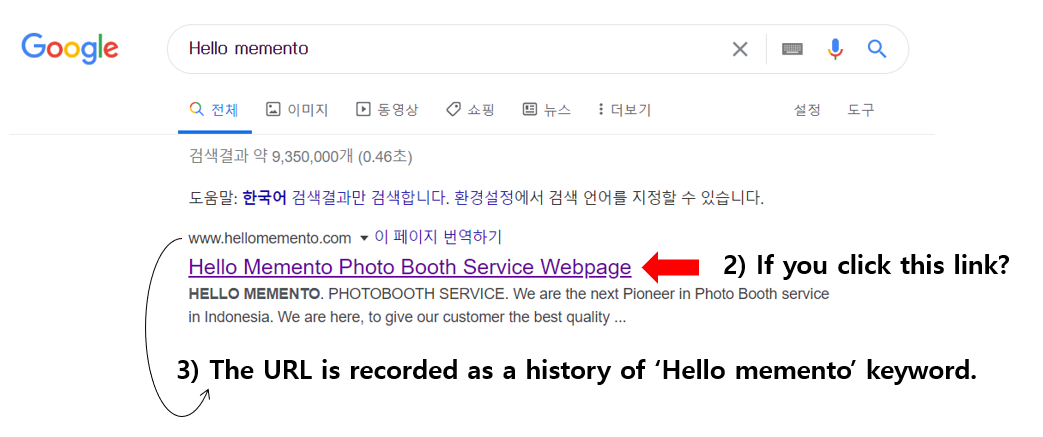 Google
Hello memento
전체 이미지 동영상 쇼핑 뉴스 더보기 설정 도구
검색결과 약 9,350,000개 (0.46초)
도움말: 한국어 검색결과만 검색합니다. 환경설정에서 검색 언어를 지정할 수 있습니다.
www.hellomemento.com 이 페이지 번역하기
Hello Memento Photo Booth Service Webpage
2) If you click this link?
HELLO MEMENTO. PHOTOBOOTH SERVICE. We are the next Pioneer in Photo Booth service
in Indonesia. We are here, to give our customer the best quality ...
3) The URL is recorded as a history of ‘Hello memento’ keyword.